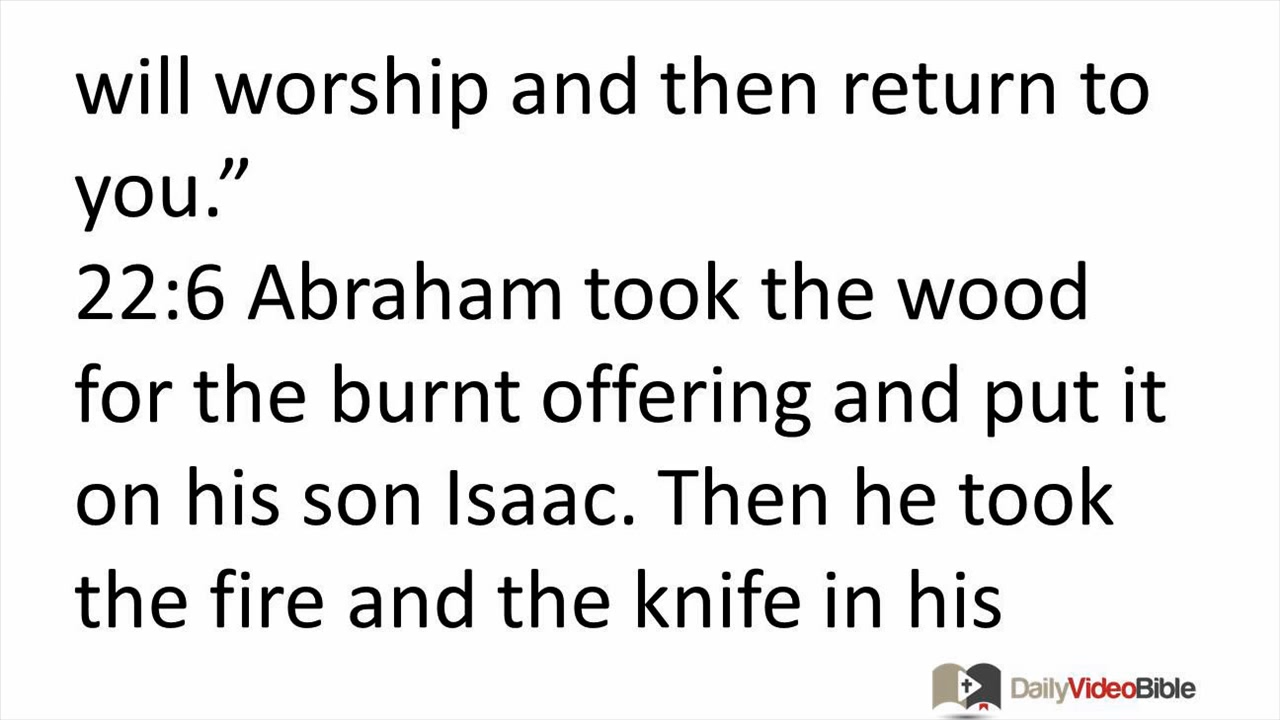 will worship and then return to
you.”
22:6 Abraham took the wood
for the burnt offering and put it
on his son Isaac. Then he took
the fire and the knife in his
DailyVideoBible